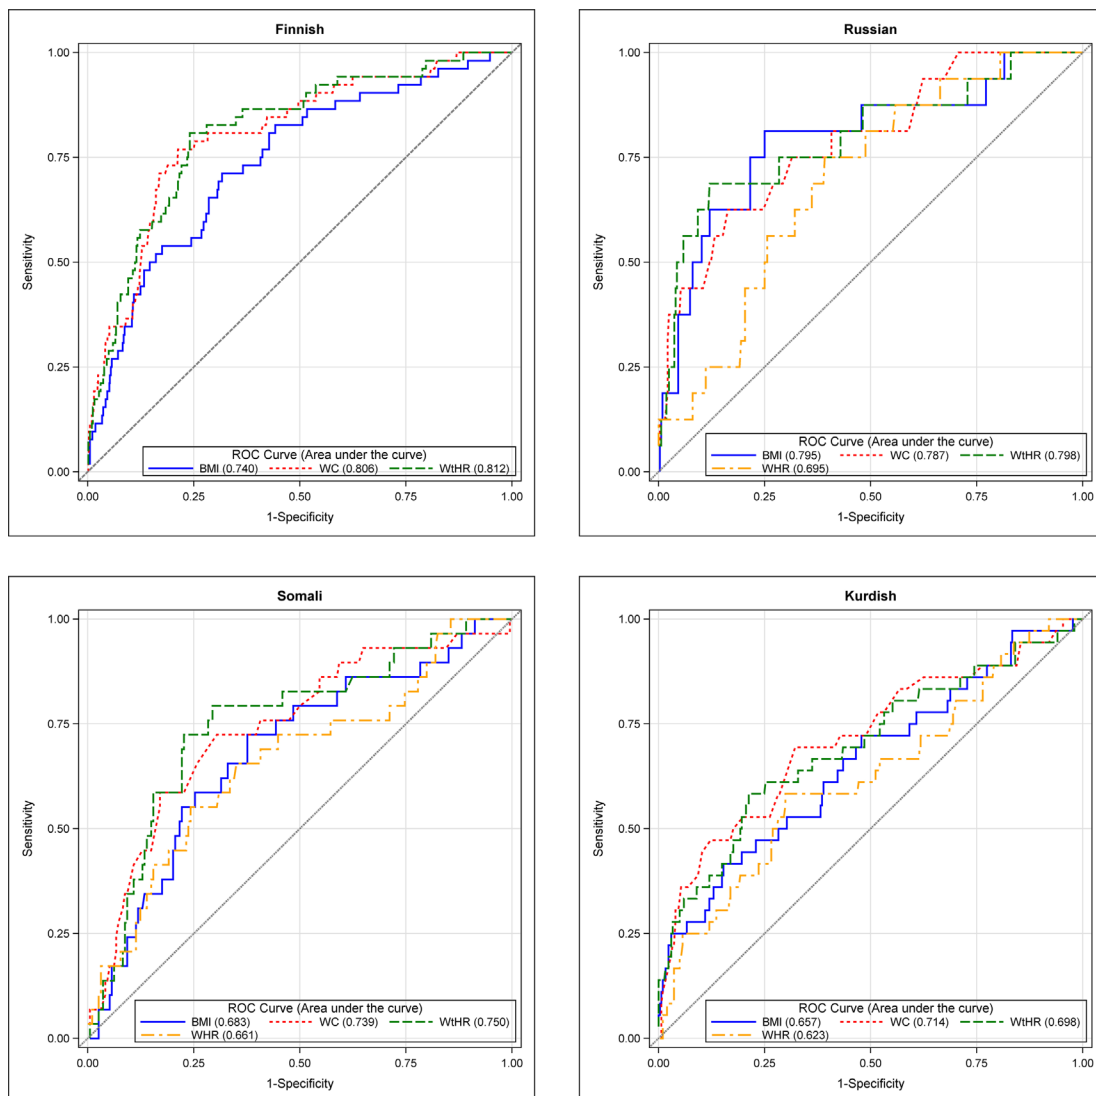 Finnish
1.00
0.75
0.50
0.25
0.00
Sensitivity
ROC Curve (Area under the curve)
BMI (0.740) WC (0.806) WtHR (0.812)
0.00 0.25 0.50 0.75 1.00
1-Specificity
Russian
1.00
0.75
0.50
0.25
0.00
Sensitivity
ROC Curve (Area under the curve)
BMI (0.795) WC (0.787) WtHR (0.798)
WHR (0.695)
0.00 0.25 0.50 0.75 1.00
1-Specificity
Somali
1.00
0.75
0.50
0.25
0.00
Sensitivity
ROC Curve (Area under the curve)
BMI (0.683) WC (0.739) WtHR (0.750)
WHR (0.661)
0.00 0.25 0.50 0.75 1.00
1-Specificity
Kurdish
1.00
0.75
0.50
0.25
0.00
Sensitivity
ROC Curve (Area under the curve)
BMI (0.657) WC (0.714) WtHR (0.698)
WHR (0.623)
0.00 0.25 0.50 0.75 1.00
1-Specificity